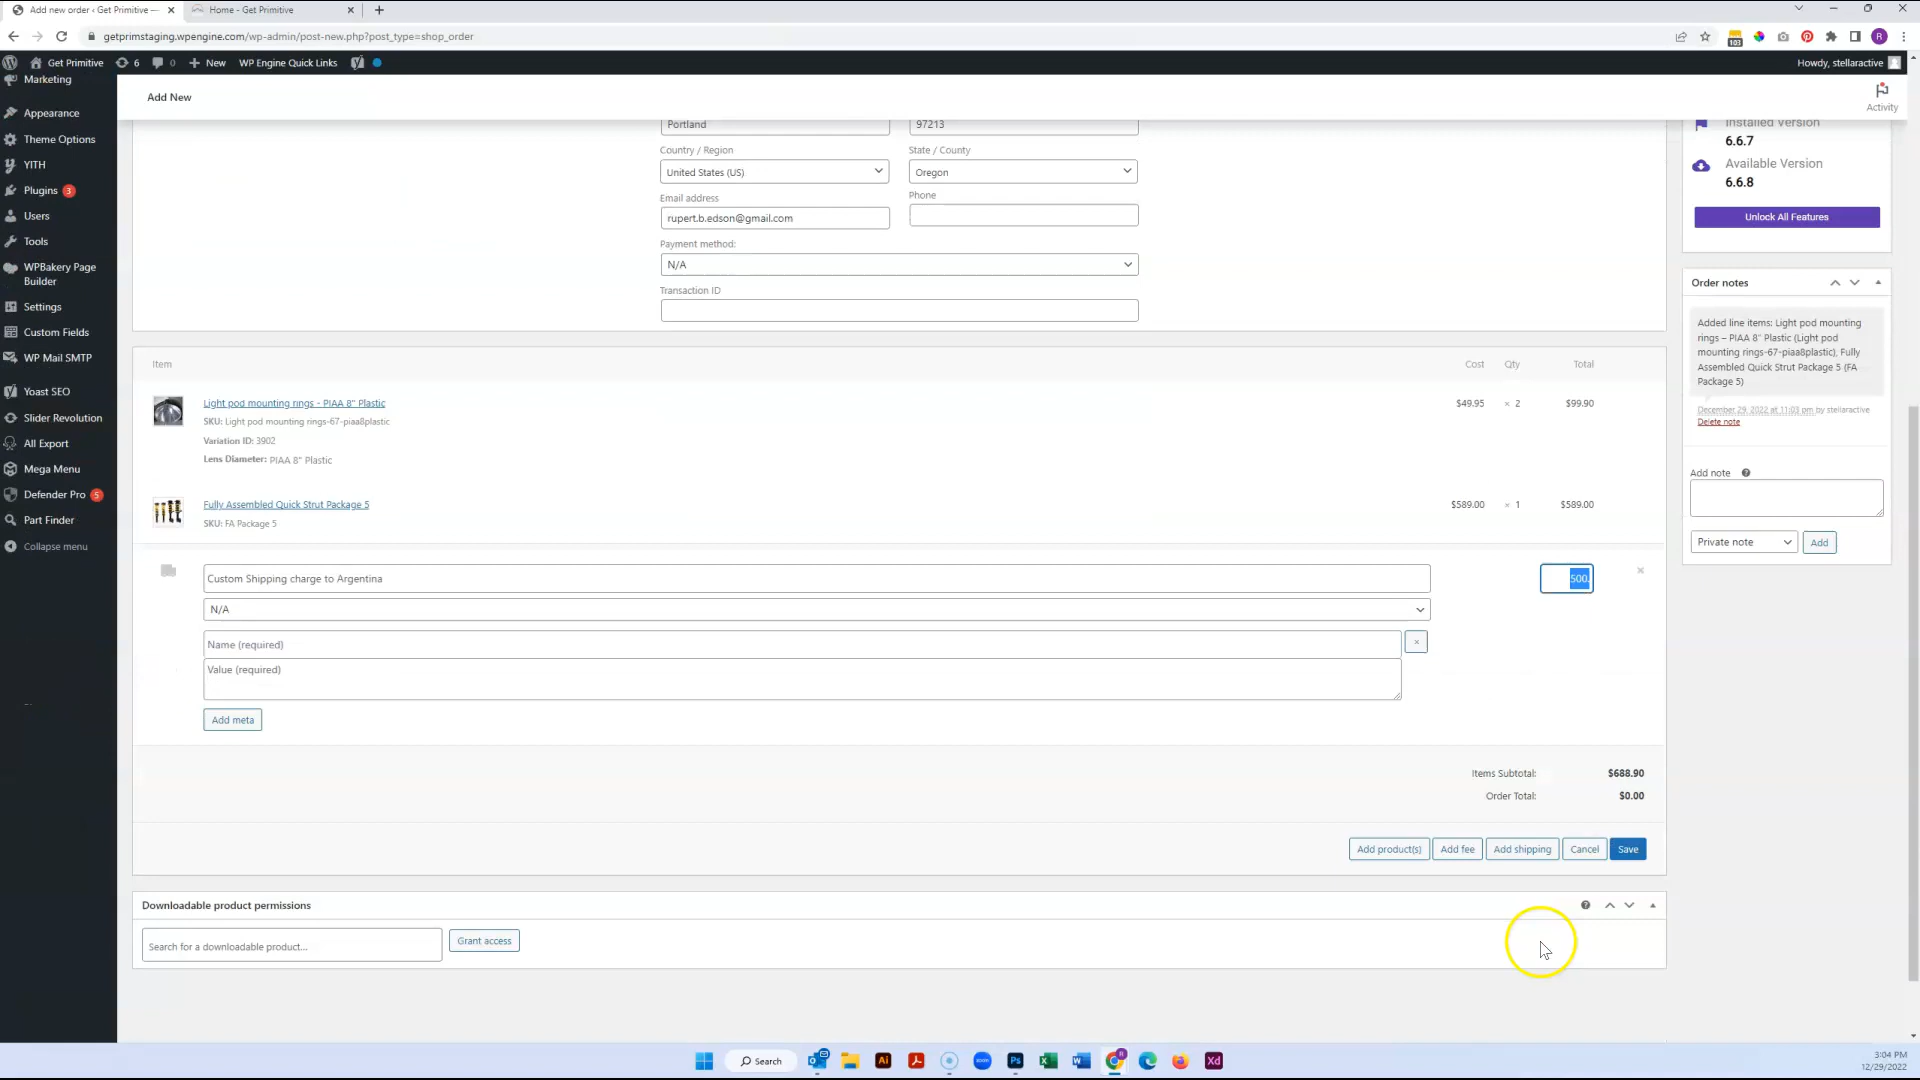 Add new order ‹ Get Primitive —
Home - Get Primitive
getprimstaging.wpengine.com/wp-admin/post-new.php?post_type=shop_order
103
R
Get Primitive
6
0
New
WP Engine Quick Links
Howdy, stellaractive
Marketing
Appearance
Theme Options
YITH
Plugins 3
Users
Tools
WPBakery Page
Builder
Settings
Custom Fields
WP Mail SMTP
Yoast SEO
Slider Revolution
All Export
Mega Menu
Defender Pro 5
Part Finder
Collapse menu
Add New
Activity
Portland
97213
Country / Region
State / County
United States (US)
Oregon
Email address
Phone
rupert.b.edson@gmail.com
Payment method:
N/A
Transaction ID
Item
Cost
Qty
Total
Light pod mounting rings - PIAA 8" Plastic
$49.95
× 2
$99.90
SKU: Light pod mounting rings-67-piaa8plastic
Variation ID: 3902
Lens Diameter: PIAA 8" Plastic
Fully Assembled Quick Strut Package 5
$589.00
× 1
$589.00
SKU: FA Package 5
Custom Shipping charge to Argentina
500.
N/A
Name (required)
×
Value (required)
Add meta
Items Subtotal:
$688.90
Order Total:
$0.00
Add product(s)
Add fee
Add shipping
Cancel
Save
Downloadable product permissions
Search for a downloadable product...
Grant access
Installed Version
6.6.7
Available Version
6.6.8
Unlock All Features
Order notes
Added line items: Light pod mounting
rings – PIAA 8" Plastic (Light pod
mounting rings-67-piaa8plastic), Fully
Assembled Quick Strut Package 5 (FA
Package 5)
December 29, 2022 at 11:03 pm by stellaractive
Delete note
Add note
Private note
Add
Search
Ai
zoom
Ps
Xd
3:04 PM
12/29/2022